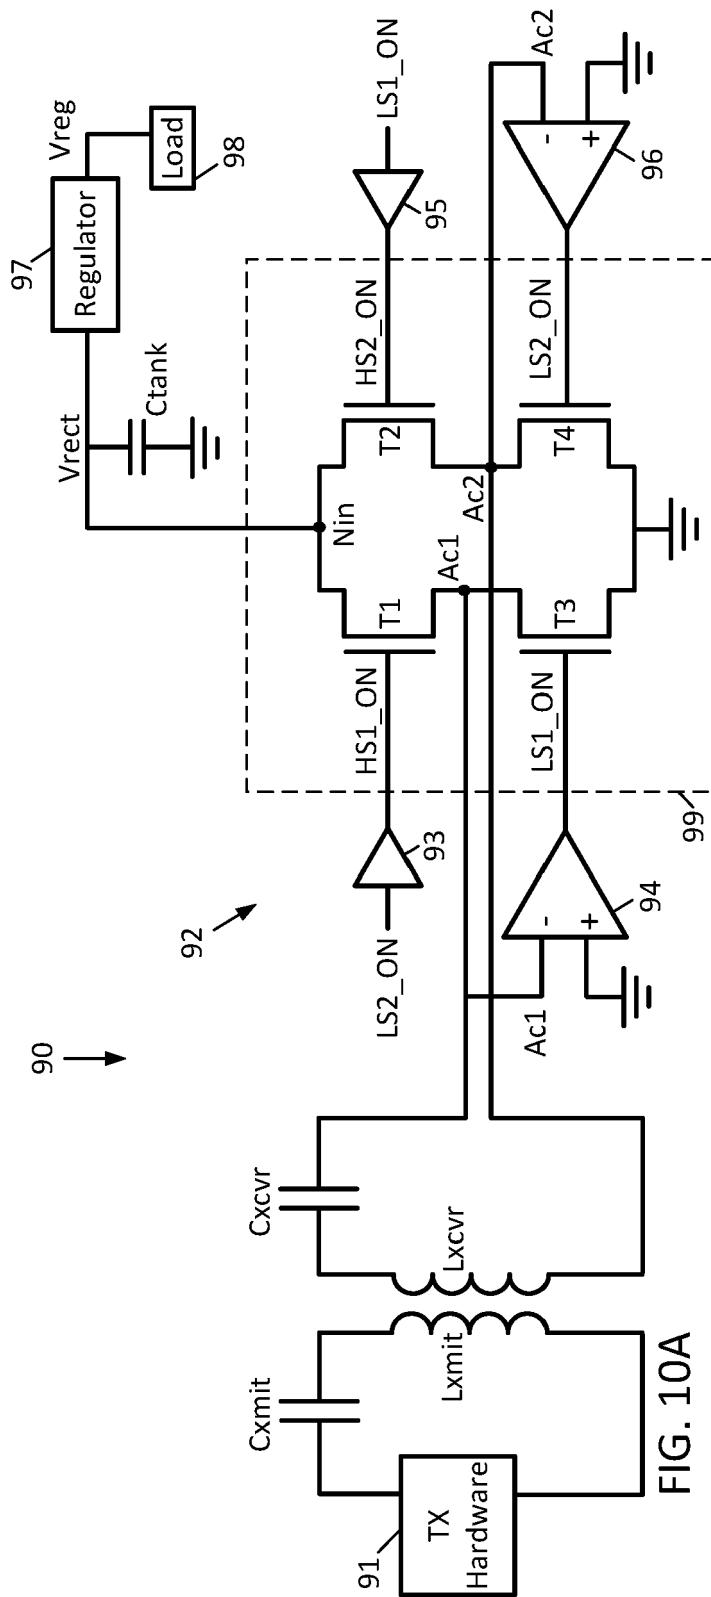 90
92
97
Regulator
Vreg
Load
98
Vrect
Ctank
Cxmit
Cxcvr
LS2_ON
93
HS1_ON
T1
Nin
T2
HS2_ON
95
LS1_ON
91
TX
Hardware
Lxmit
Lxcvr
Ac1
Ac2
Ac1
-
+
94
LS1_ON
T3
T4
LS2_ON
-
+
96
Ac2
99
FIG. 10A